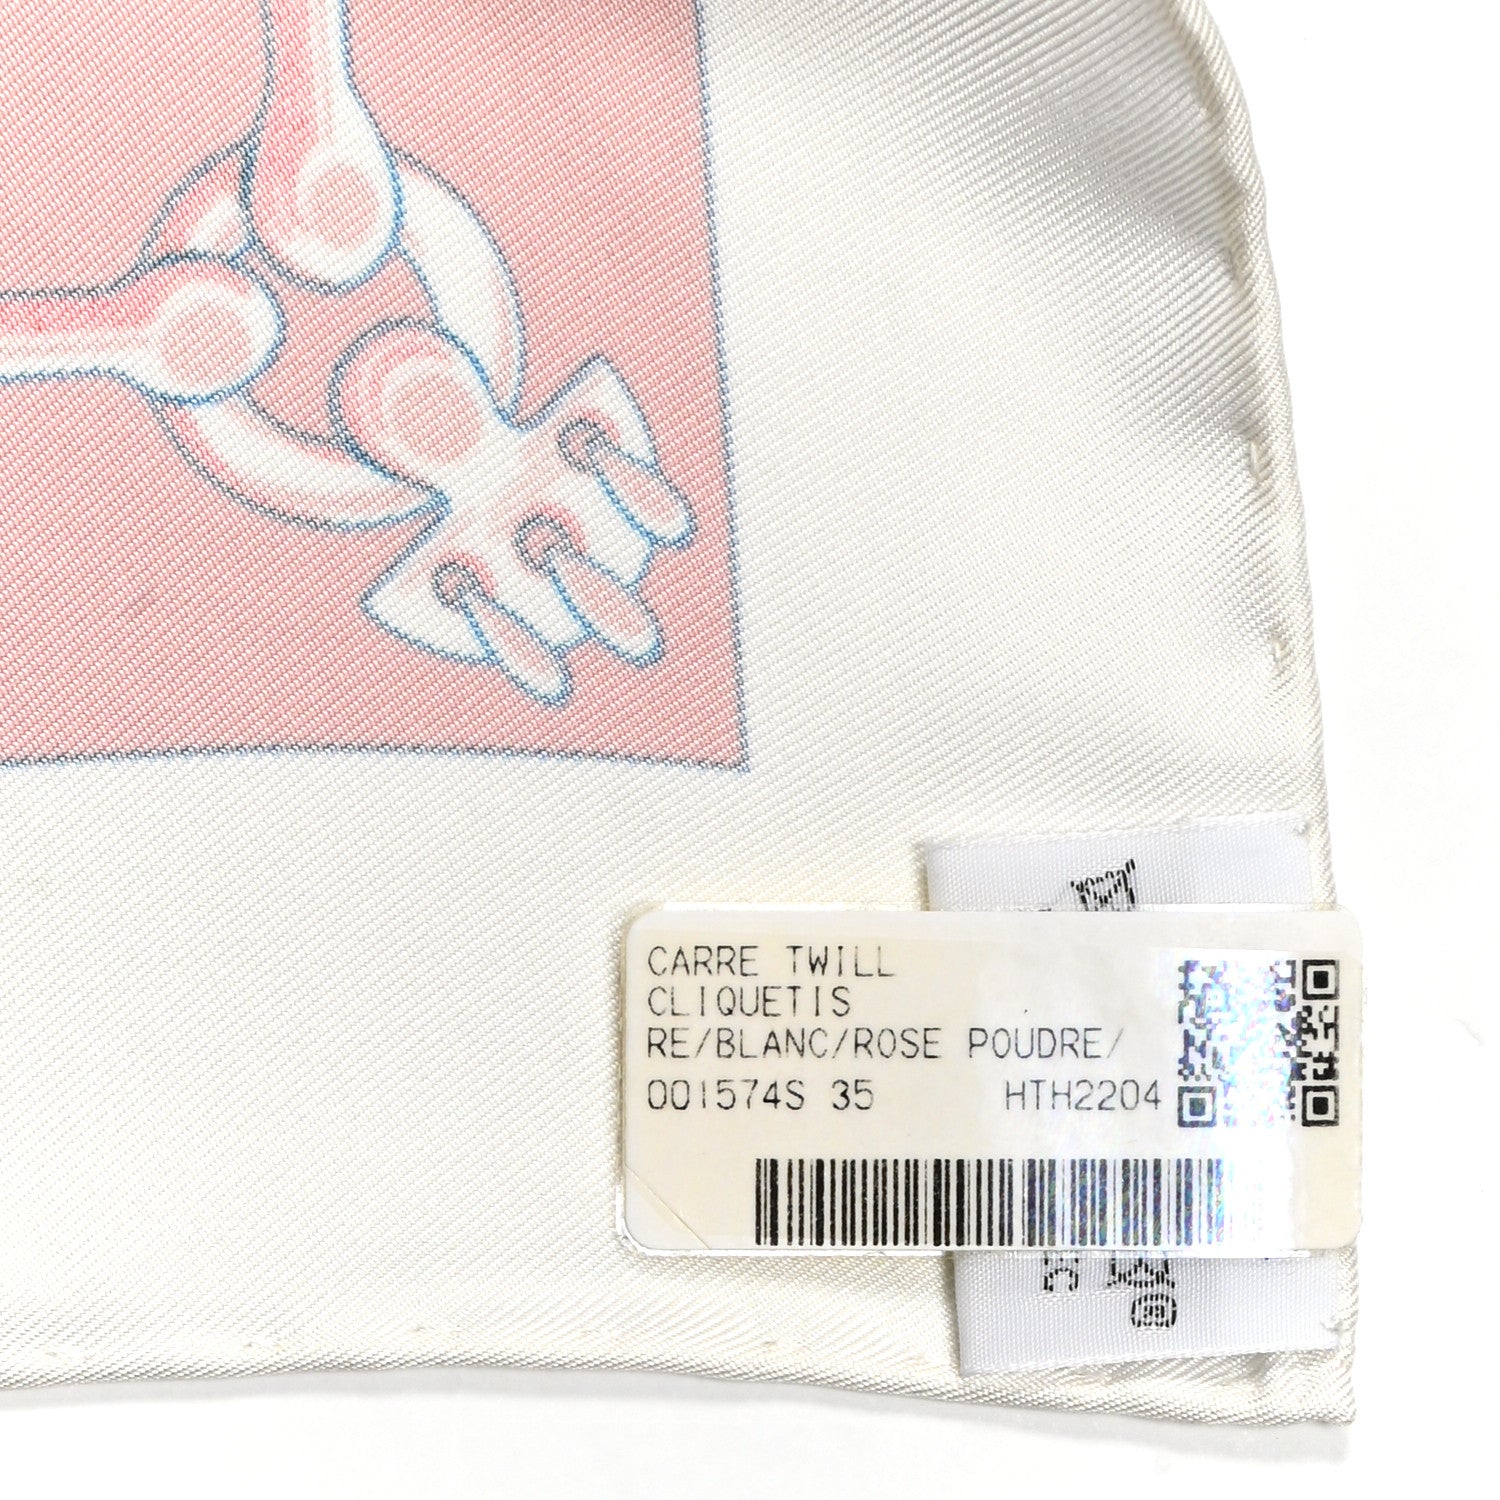 CARRE TWILL
CLIQUETIS
RE/BLANC/ROSE POUDRE/
001574S 35 HTH2204